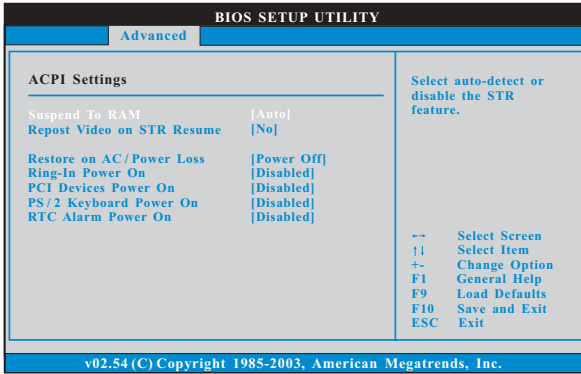 BIOS SETUP UTILITY
Advanced
ACPI Settings
Suspend To RAM [Auto]
Repost Video on STR Resume [No]
Restore on AC / Power Loss [Power Off]
Ring-In Power On [Disabled]
PCI Devices Power On [Disabled]
PS / 2 Keyboard Power On [Disabled]
RTC Alarm Power On [Disabled]
Select auto-detect or
disable the STR
feature.
←→ Select Screen
↑↓ Select Item
+- Change Option
F1 General Help
F9 Load Defaults
F10 Save and Exit
ESC Exit
v02.54 (C) Copyright 1985-2003, American Megatrends, Inc.